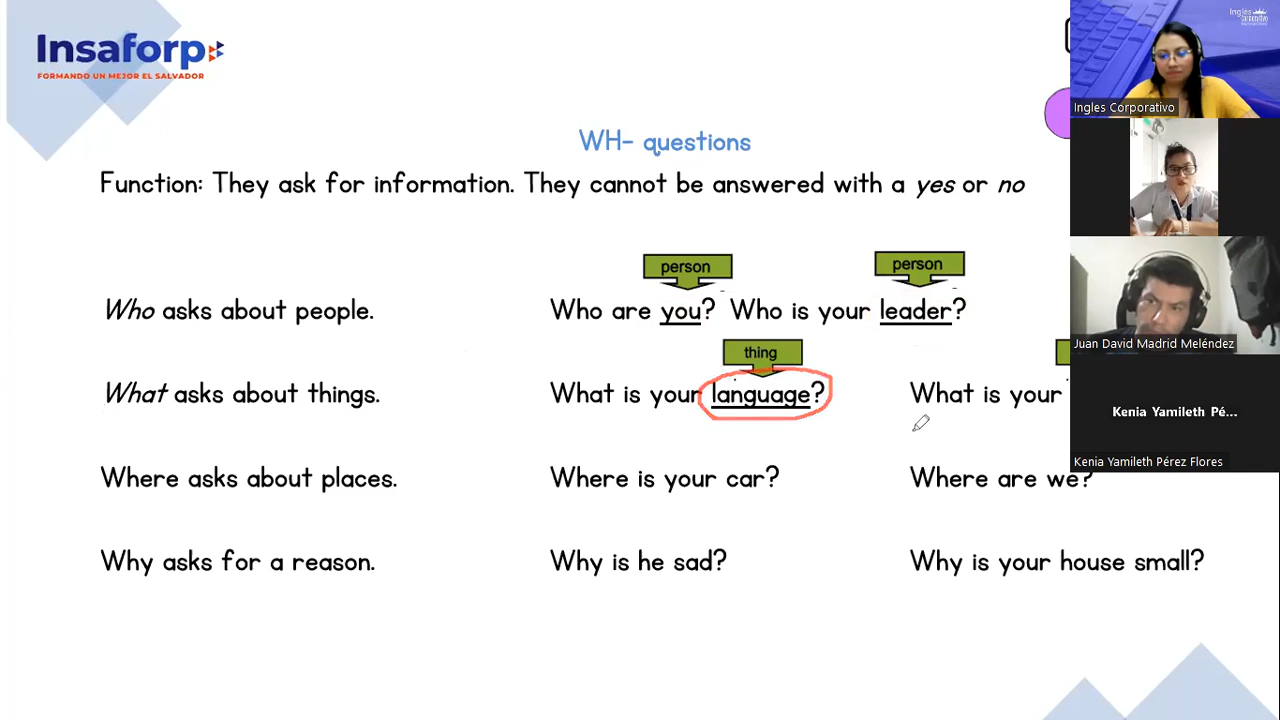 Insaforp
FORMANDO UN MEJOR EL SALVADOR
Inglés
Ingles Corporativo
WH- questions
Function: They ask for information. They cannot be answered with a yes or no
person
person
Who asks about people.
Who are you? Who is your leader?
Juan David Madrid Meléndez
thing
What asks about things.
What is your language?
What is your
Kenia Yamileth Pé...
Kenia Yamileth Pérez Flores
Where asks about places.
Where is your car?
Where are we?
Why asks for a reason.
Why is he sad?
Why is your house small?